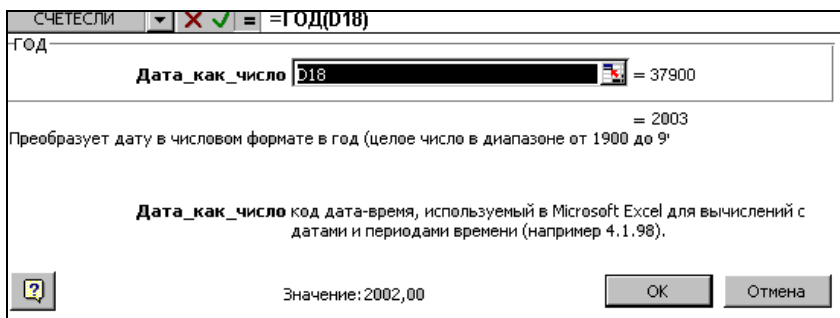 СЧЕТЕСЛИ = =ГОД(D18)
ГОД
Дата_как_число D18 = 37900
= 2003
Преобразует дату в числовом формате в год (целое число в диапазоне от 1900 до 9'
Дата_как_число код дата-время, используемый в Microsoft Excel для вычислений с
датами и периодами времени (например 4.1.98).
? Значение:2002,00 ОК Отмена